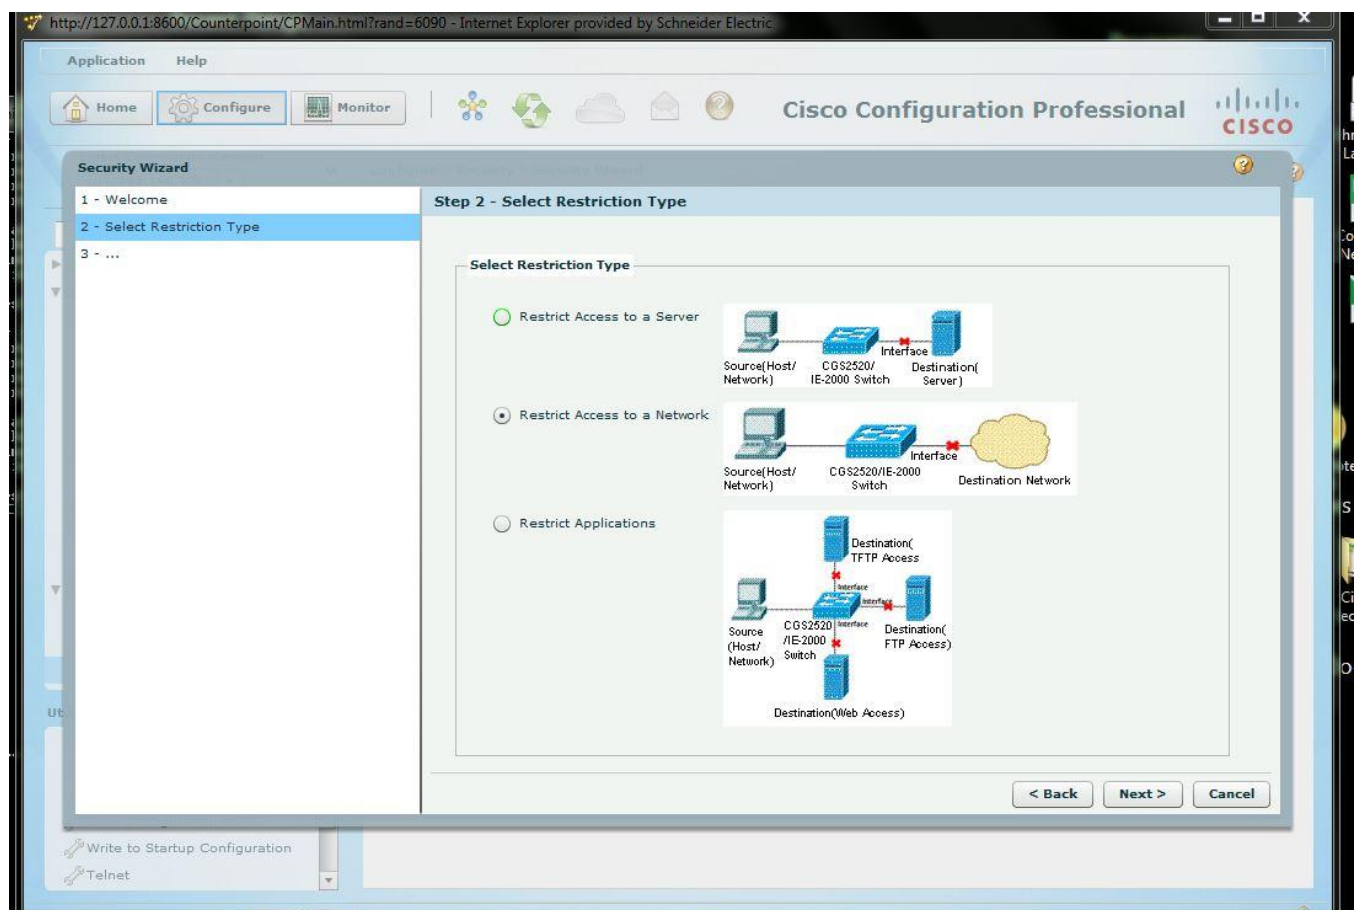 http://127.0.0.1:8600/Counterpoint/CPMain.html?rand=6090 - Internet Explorer provided by Schneider Electric
Application Help
Home Configure Monitor
Cisco Configuration Professional
CISCO
Security Wizard
1 - Welcome
2 - Select Restriction Type
3 - ...
Step 2 - Select Restriction Type
Select Restriction Type
Restrict Access to a Server
Interface
Source(Host/
Network)
CGS2520/
IE-2000 Switch
Destination(
Server)
Restrict Access to a Network
Interface
Source(Host/
Network)
CGS2520/IE-2000
Switch
Destination Network
Restrict Applications
Destination(
TFTP Access
Interface
Interface
Interface
Source
(Host/
Network)
CGS2520
/IE-2000
Switch
Destination(
FTP Access)
Destination(Web Access)
< Back Next > Cancel
Write to Startup Configuration
Telnet